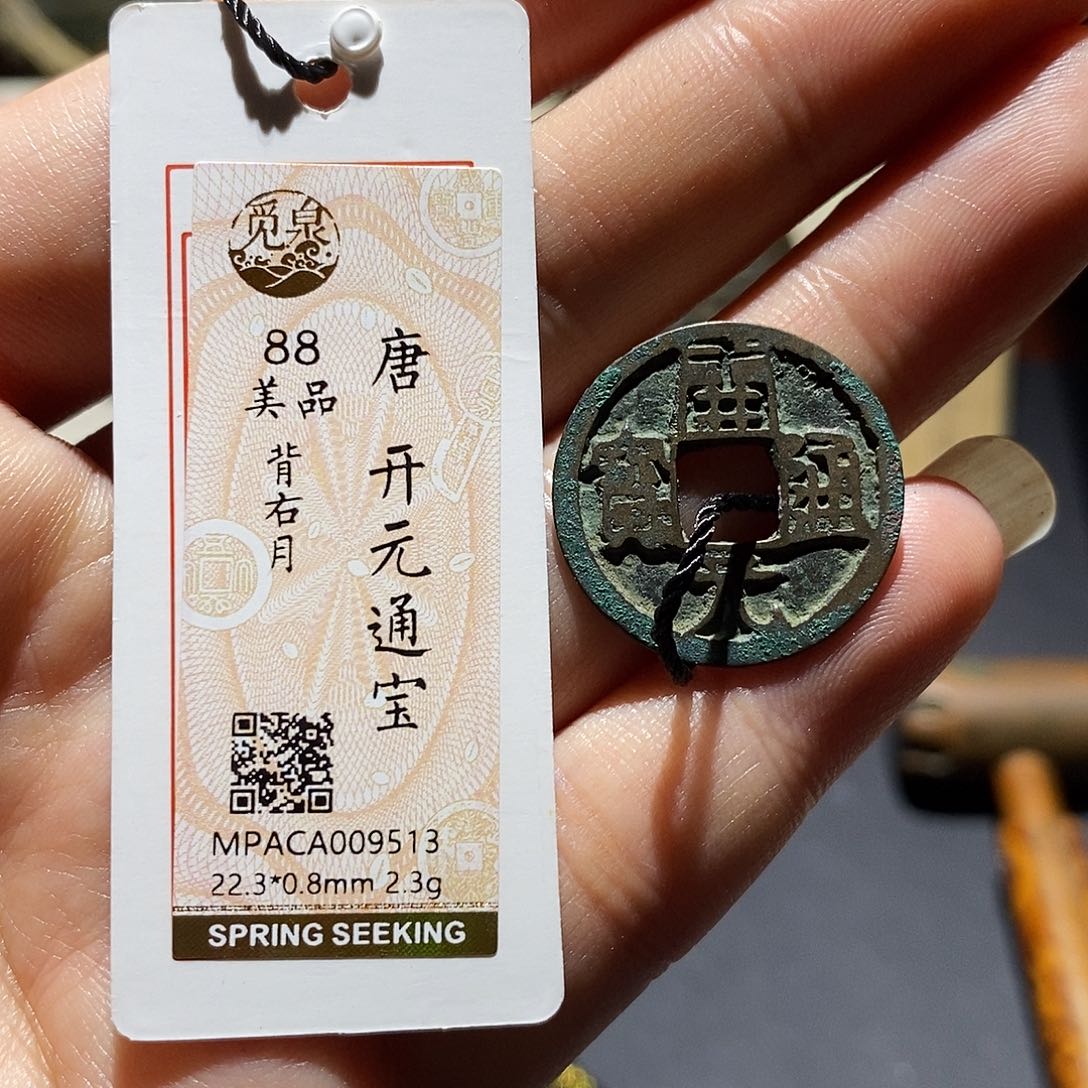 觅泉
88
美品
背右月
唐 开元通宝
MPACA009513
22.3*0.8mm 2.3g
SPRING SEEKING
開元通寶